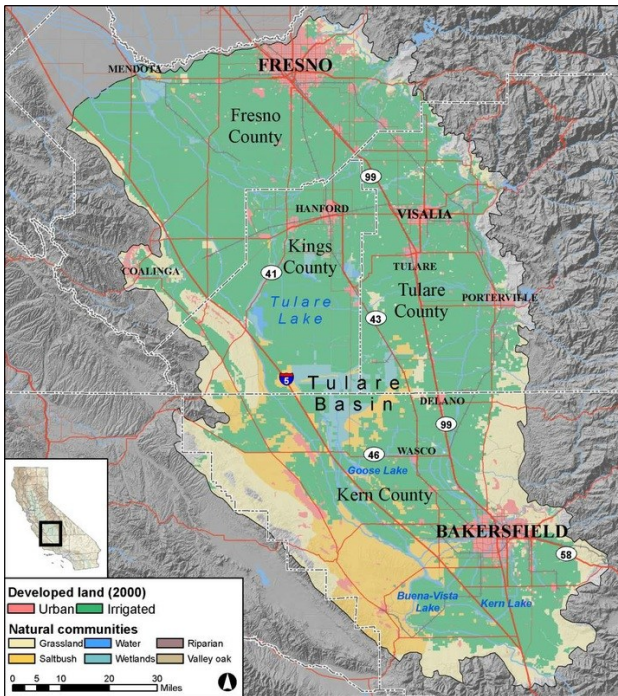 FRESNO
MENDOTA
Fresno
County
99
HANFORD
VISALIA
Kings
County
COALINGA
41
TULARE
Tulare
County
PORTERVILLE
Tulare
Lake
43
5
Tulare
Basin
DELANO
99
46
WASCO
Goose Lake
Kern County
BAKERSFIELD
58
Buena-Vista
Lake
Kern Lake
Developed land (2000)
Urban Irrigated
Natural communities
Grassland Water Riparian
Saltbush Wetlands Valley oak
0 5 10 20 30
Miles